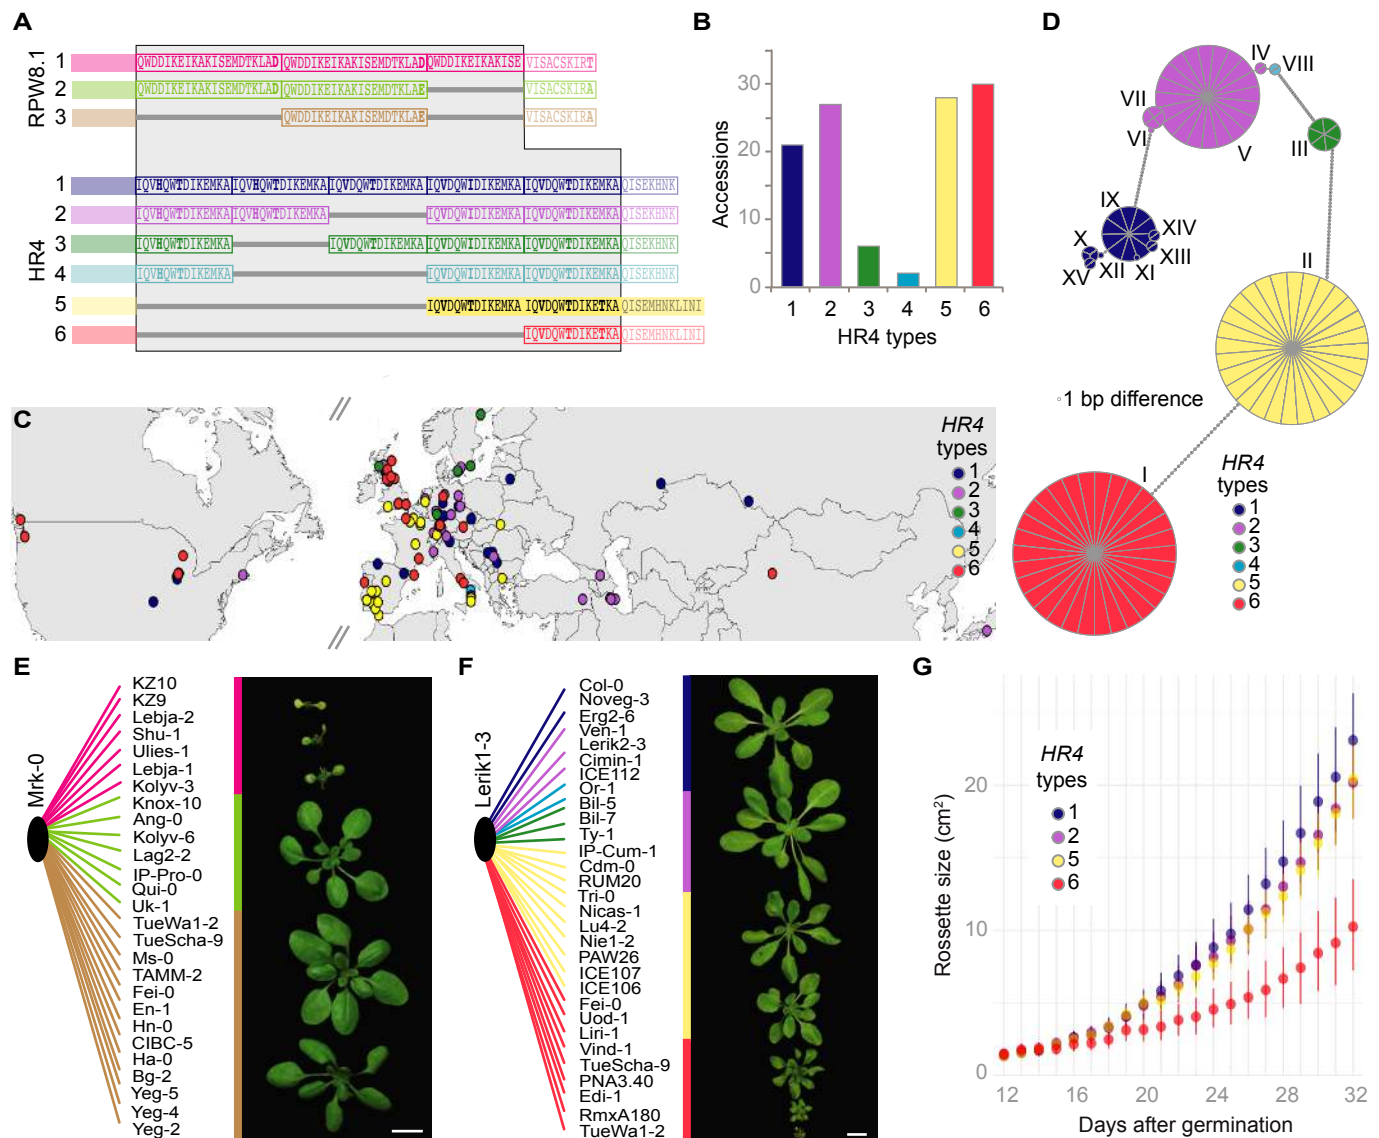 A
RPW8.1
1 QWDDIKEIKAKISEMDTKLAD QWDDIKEIKAKISEMDTKLAD QWDDIKEIKAKISE VISACSKIRT
2 QWDDIKEIKAKISEMDTKLAD QWDDIKEIKAKISEMDTKLAE VISACSKIRA
3 QWDDIKEIKAKISEMDTKLAE VISACSKIRA
HR4
1 IQVHQWTDIKEMKA IQVHQWTDIKEMKA IQVDQWTDIKEMKA IQVDQWIDIKEMKA IQVDQWTDIKEMKA QISEKHNK
2 IQVHQWTDIKEMKA IQVHQWTDIKEMKA IQVDQWIDIKEMKA IQVDQWTDIKEMKA QISEKHNK
3 IQVHQWTDIKEMKA IQVDQWTDIKEMKA IQVDQWIDIKEMKA IQVDQWTDIKEMKA QISEKHNK
4 IQVHQWTDIKEMKA IQVDQWIDIKEMKA IQVDQWTDIKEMKA QISEKHNK
5 IQVDQWTDIKEMKA IQVDQWTDIKETKA QISEMHNKLINI
6 IQVDQWTDIKETKA QISEMHNKLINI
B
Accessions
30
20
10
0
1 2 3 4 5 6
HR4 types
D
IV
VIII
VII
VI
V
III
IX
XIV
X
XIII
XV
XII
XI
II
1 bp difference
I
HR4
types
1
2
3
4
5
6
C
HR4
types
1
2
3
4
5
6
E
Mrk-0
KZ10
KZ9
Lebja-2
Shu-1
Ulies-1
Lebja-1
Kolyv-3
Knox-10
Ang-0
Kolyv-6
Lag2-2
IP-Pro-0
Qui-0
Uk-1
TueWa1-2
TueScha-9
Ms-0
TAMM-2
Fei-0
En-1
Hn-0
CIBC-5
Ha-0
Bg-2
Yeg-5
Yeg-4
Yeg-2
F
Lerik1-3
Col-0
Noveg-3
Erg2-6
Ven-1
Lerik2-3
Cimin-1
ICE112
Or-1
Bil-5
Bil-7
Ty-1
IP-Cum-1
Cdm-0
RUM20
Tri-0
Nicas-1
Lu4-2
Nie1-2
PAW26
ICE107
ICE106
Fei-0
Uod-1
Liri-1
Vind-1
TueScha-9
PNA3.40
Edi-1
RmxA180
TueWa1-2
G
Rossette size (cm²)
20
10
0
HR4
types
1
2
5
6
12 16 20 24 28 32
Days after germination